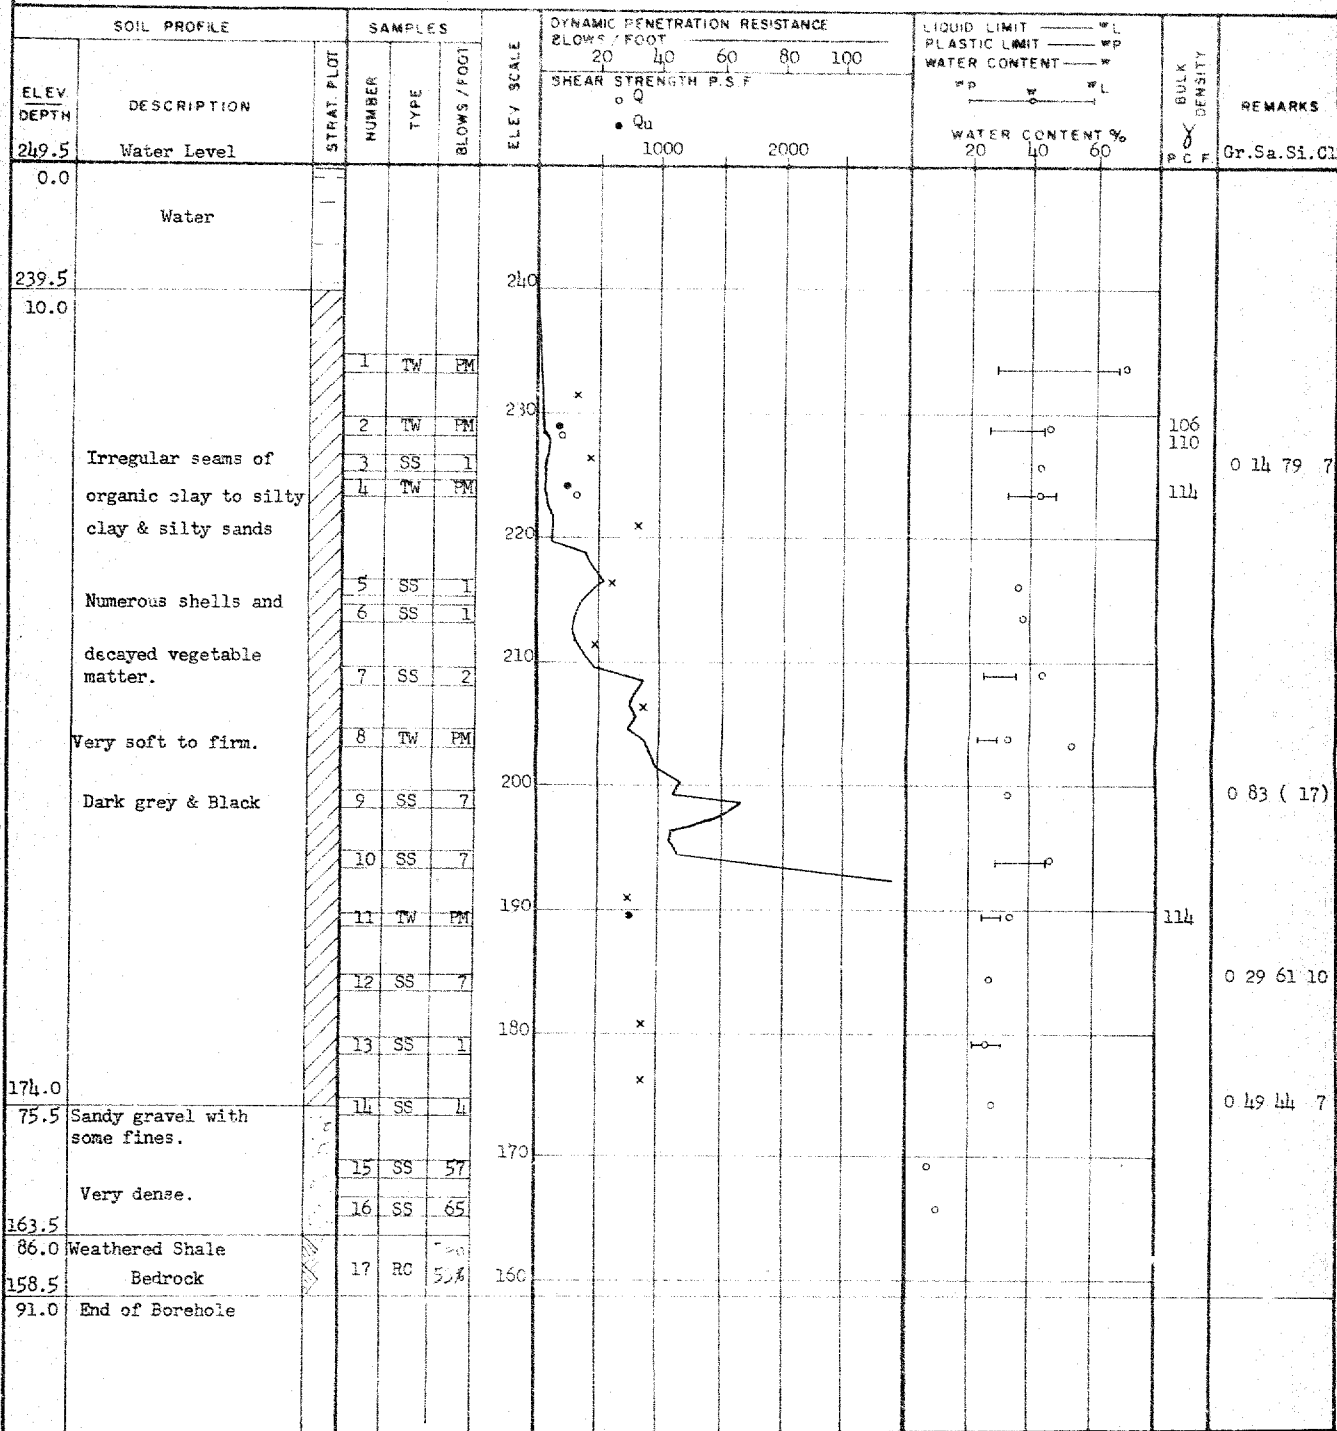 SOIL PROFILE
SAMPLES
DYNAMIC PENETRATION RESISTANCE
BLOWS / FOOT
20 40 60 80 100
SHEAR STRENGTH P.S.F
o Q
• Qu
1000 2000
LIQUID LIMIT —— wL
PLASTIC LIMIT —— wP
WATER CONTENT —— w
wP w wL
WATER CONTENT %
20 40 60
BULK DENSITY
γ
P.C.F.
REMARKS
Gr.Sa.Si.Cl
ELEV.
DEPTH
DESCRIPTION
STRAT. PLOT
NUMBER
TYPE
BLOWS / FOOT
ELEV SCALE
249.5 Water Level
0.0
Water
239.5 240
10.0
1 TW PM
230
2 TW PM 106
110
Irregular seams of 3 SS 1 0 14 79 7
organic clay to silty 4 TW PM 114
clay & silty sands
220
5 SS 1
Numerous shells and
6 SS 1
decayed vegetable 210
matter. 7 SS 2
Very soft to firm. 8 TW PM
200
Dark grey & Black 9 SS 7 0 83 ( 17)
10 SS 7
190
11 TW PM 114
12 SS 7 0 29 61 10
180
13 SS 1
174.0
75.5 Sandy gravel with 14 SS 4 0 49 44 7
some fines.
170
15 SS 57
Very dense.
16 SS 65
163.5
86.0 Weathered Shale
17 RC 160
158.5 Bedrock
91.0 End of Borehole